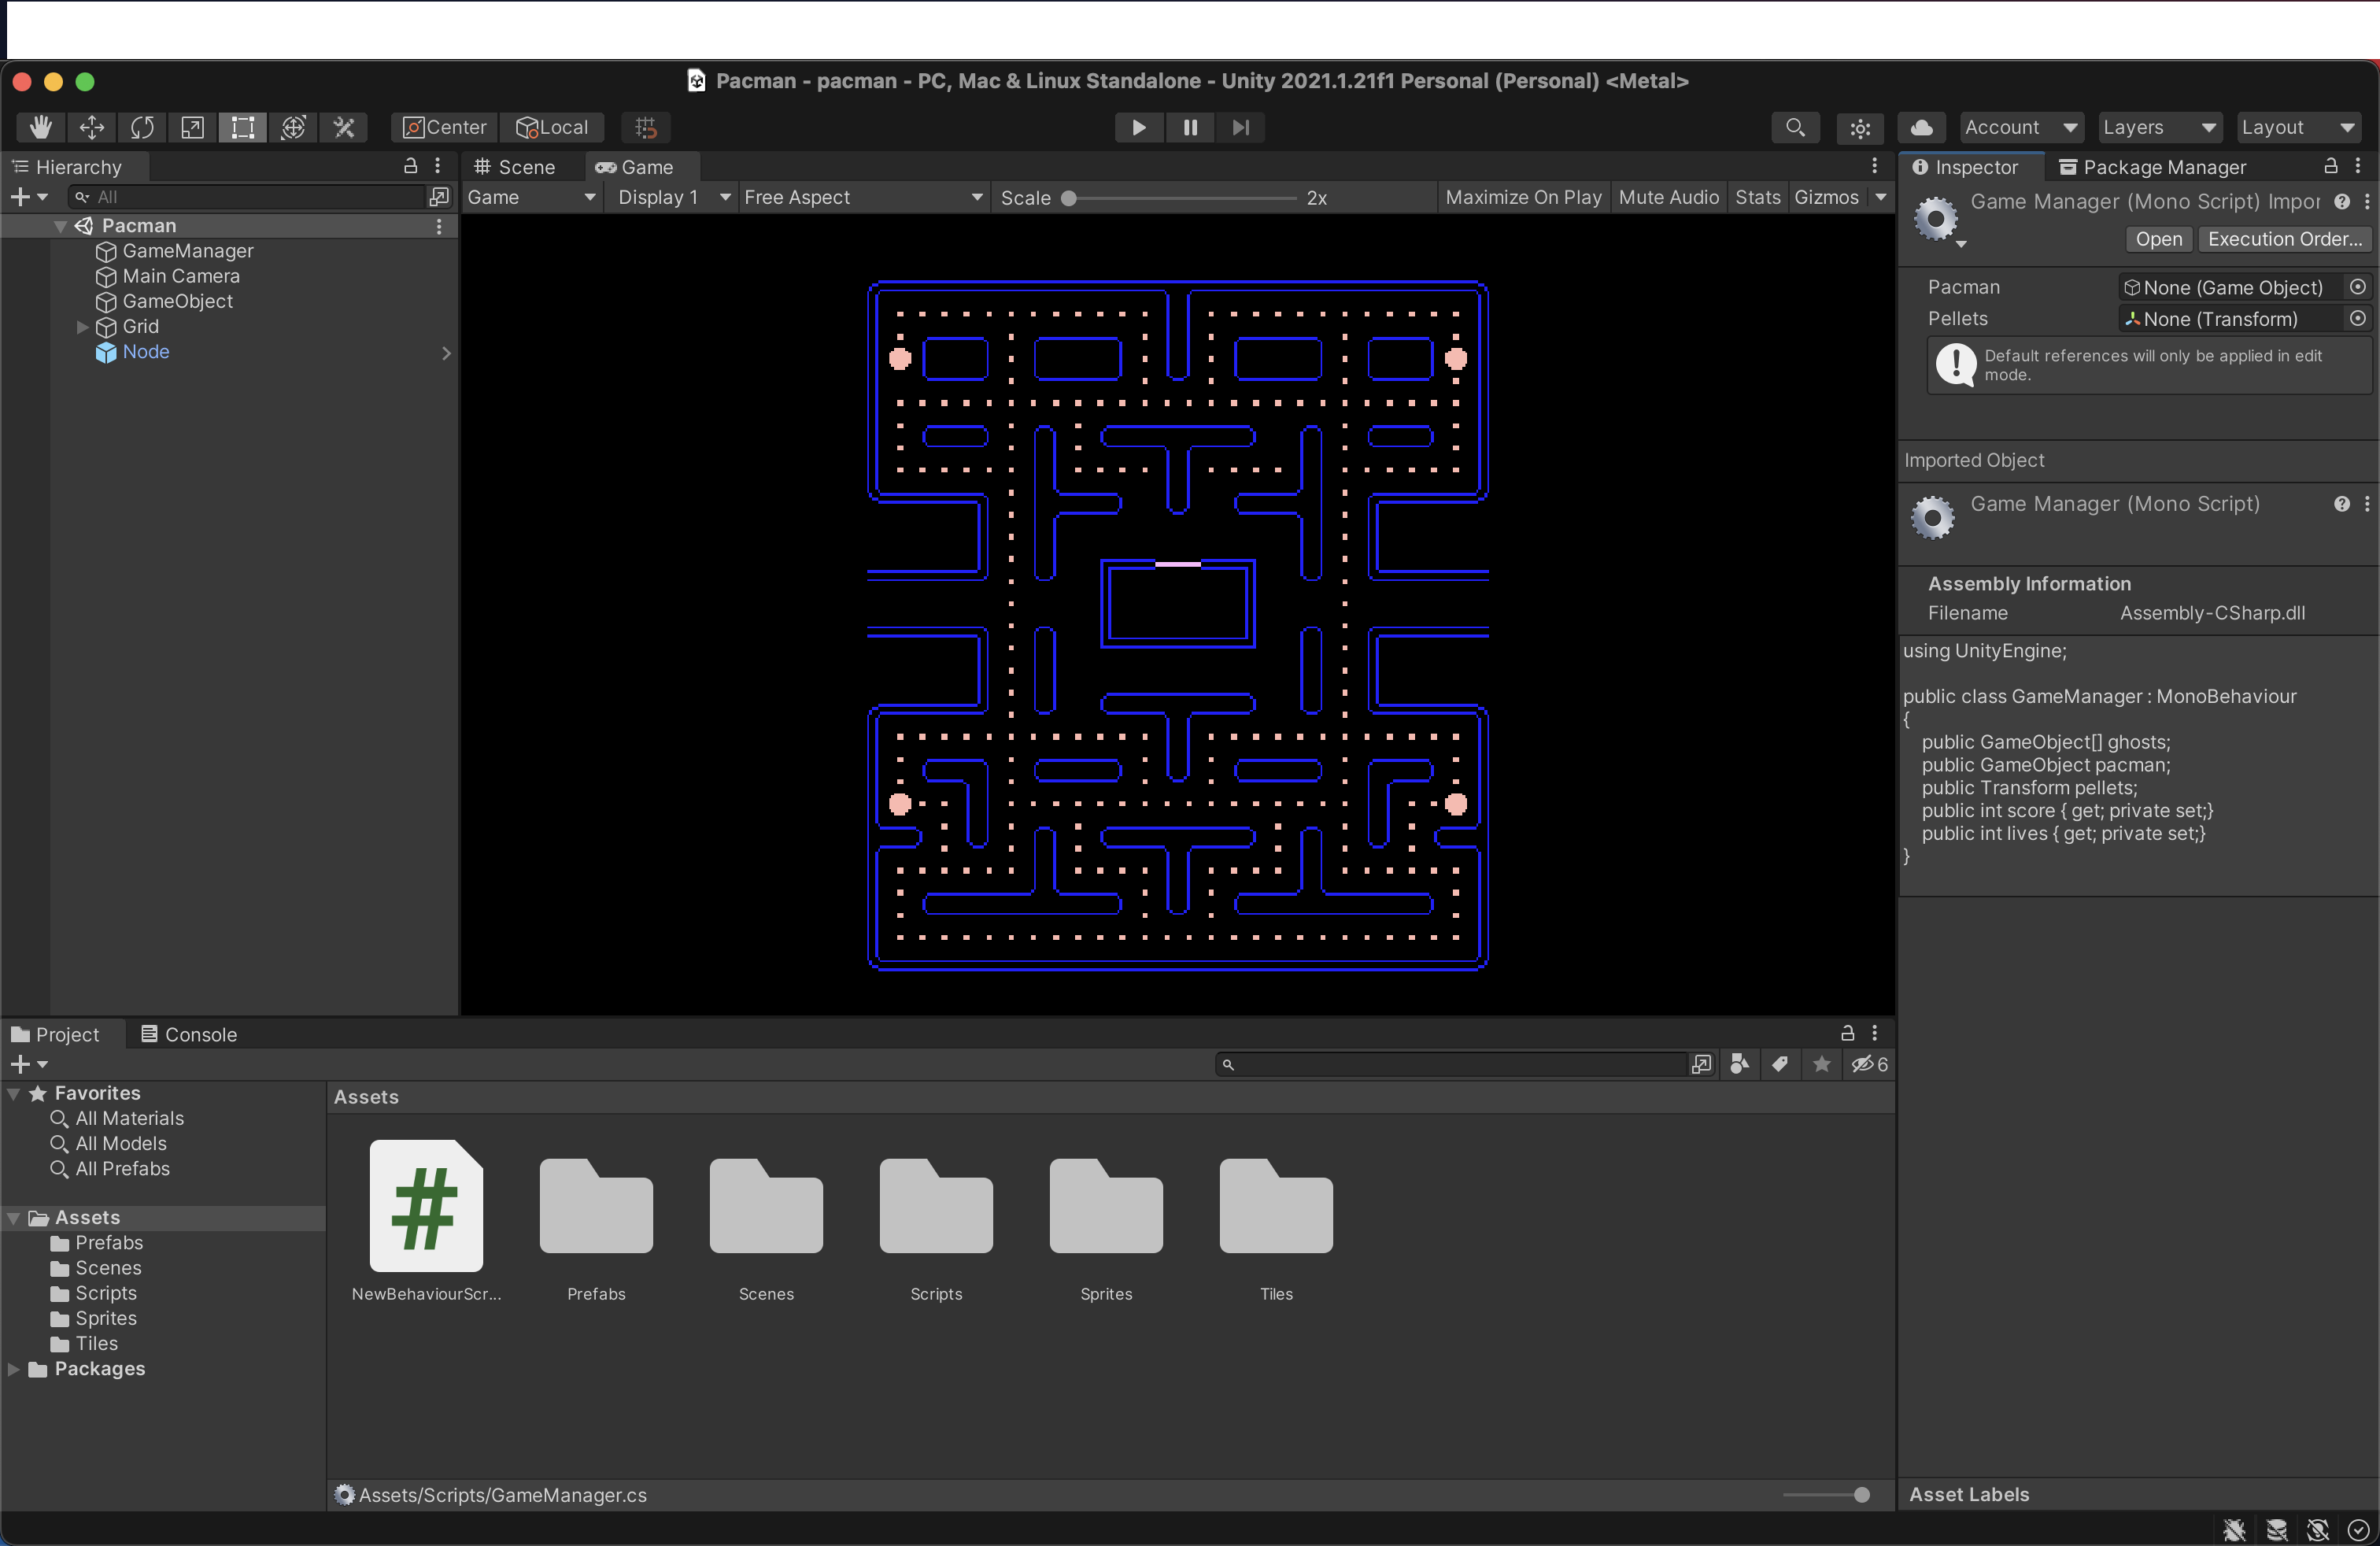 Pacman - pacman - PC, Mac & Linux Standalone - Unity 2021.1.21f1 Personal (Personal) <Metal>
Center Local Account Layers Layout
Hierarchy
All
Pacman
GameManager
Main Camera
GameObject
Grid
Node
Scene Game
Game Display 1 Free Aspect Scale 2x Maximize On Play Mute Audio Stats Gizmos
Inspector Package Manager
Game Manager (Mono Script) Impor
Open Execution Order...
Pacman None (Game Object)
Pellets None (Transform)
Default references will only be applied in edit
mode.
Imported Object
Game Manager (Mono Script)
Assembly Information
Filename Assembly-CSharp.dll
using UnityEngine;
public class GameManager : MonoBehaviour
{
public GameObject[] ghosts;
public GameObject pacman;
public Transform pellets;
public int score { get; private set;}
public int lives { get; private set;}
}
Asset Labels
Project Console
6
Favorites
All Materials
All Models
All Prefabs
Assets
Prefabs
Scenes
Scripts
Sprites
Tiles
Packages
Assets
#
NewBehaviourScr... Prefabs Scenes Scripts Sprites Tiles
Assets/Scripts/GameManager.cs